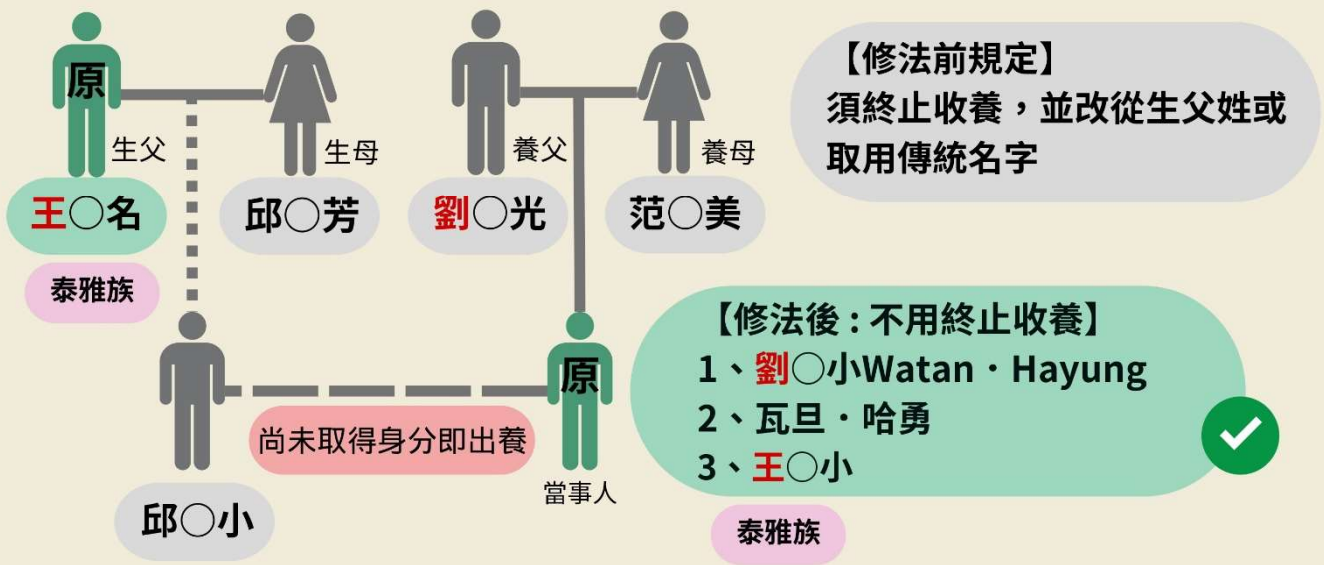 原
生父
王○名
泰雅族
生母
邱○芳
養父
劉○光
養母
范○美
【修法前規定】
須終止收養，並改從生父姓或
取用傳統名字
邱○小
尚未取得身分即出養
原
當事人
【修法後 : 不用終止收養】
1、劉○小Watan．Hayung
2、瓦旦．哈勇
3、王○小
泰雅族